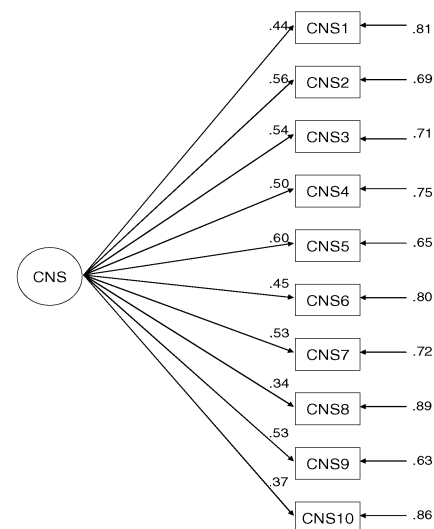 .44 CNS1 .81
.56 CNS2 .69
.54 CNS3 .71
.50 CNS4 .75
.60 CNS5 .65
CNS
.45 CNS6 .80
.53 CNS7 .72
.34 CNS8 .89
.53 CNS9 .63
.37 CNS10 .86